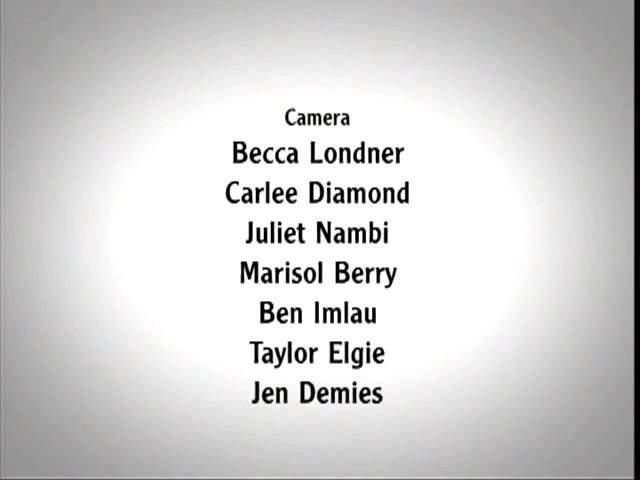 Camera
Becca Londner
Carlee Diamond
Juliet Nambi
Marisol Berry
Ben Imlau
Taylor Elgie
Jen Demies